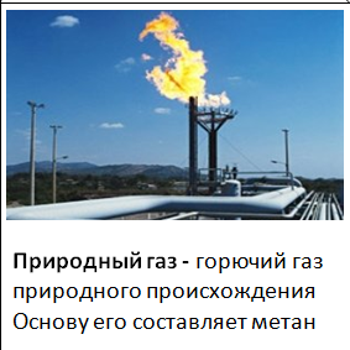 Природный газ - горючий газ
природного происхождения
Основу его составляет метан